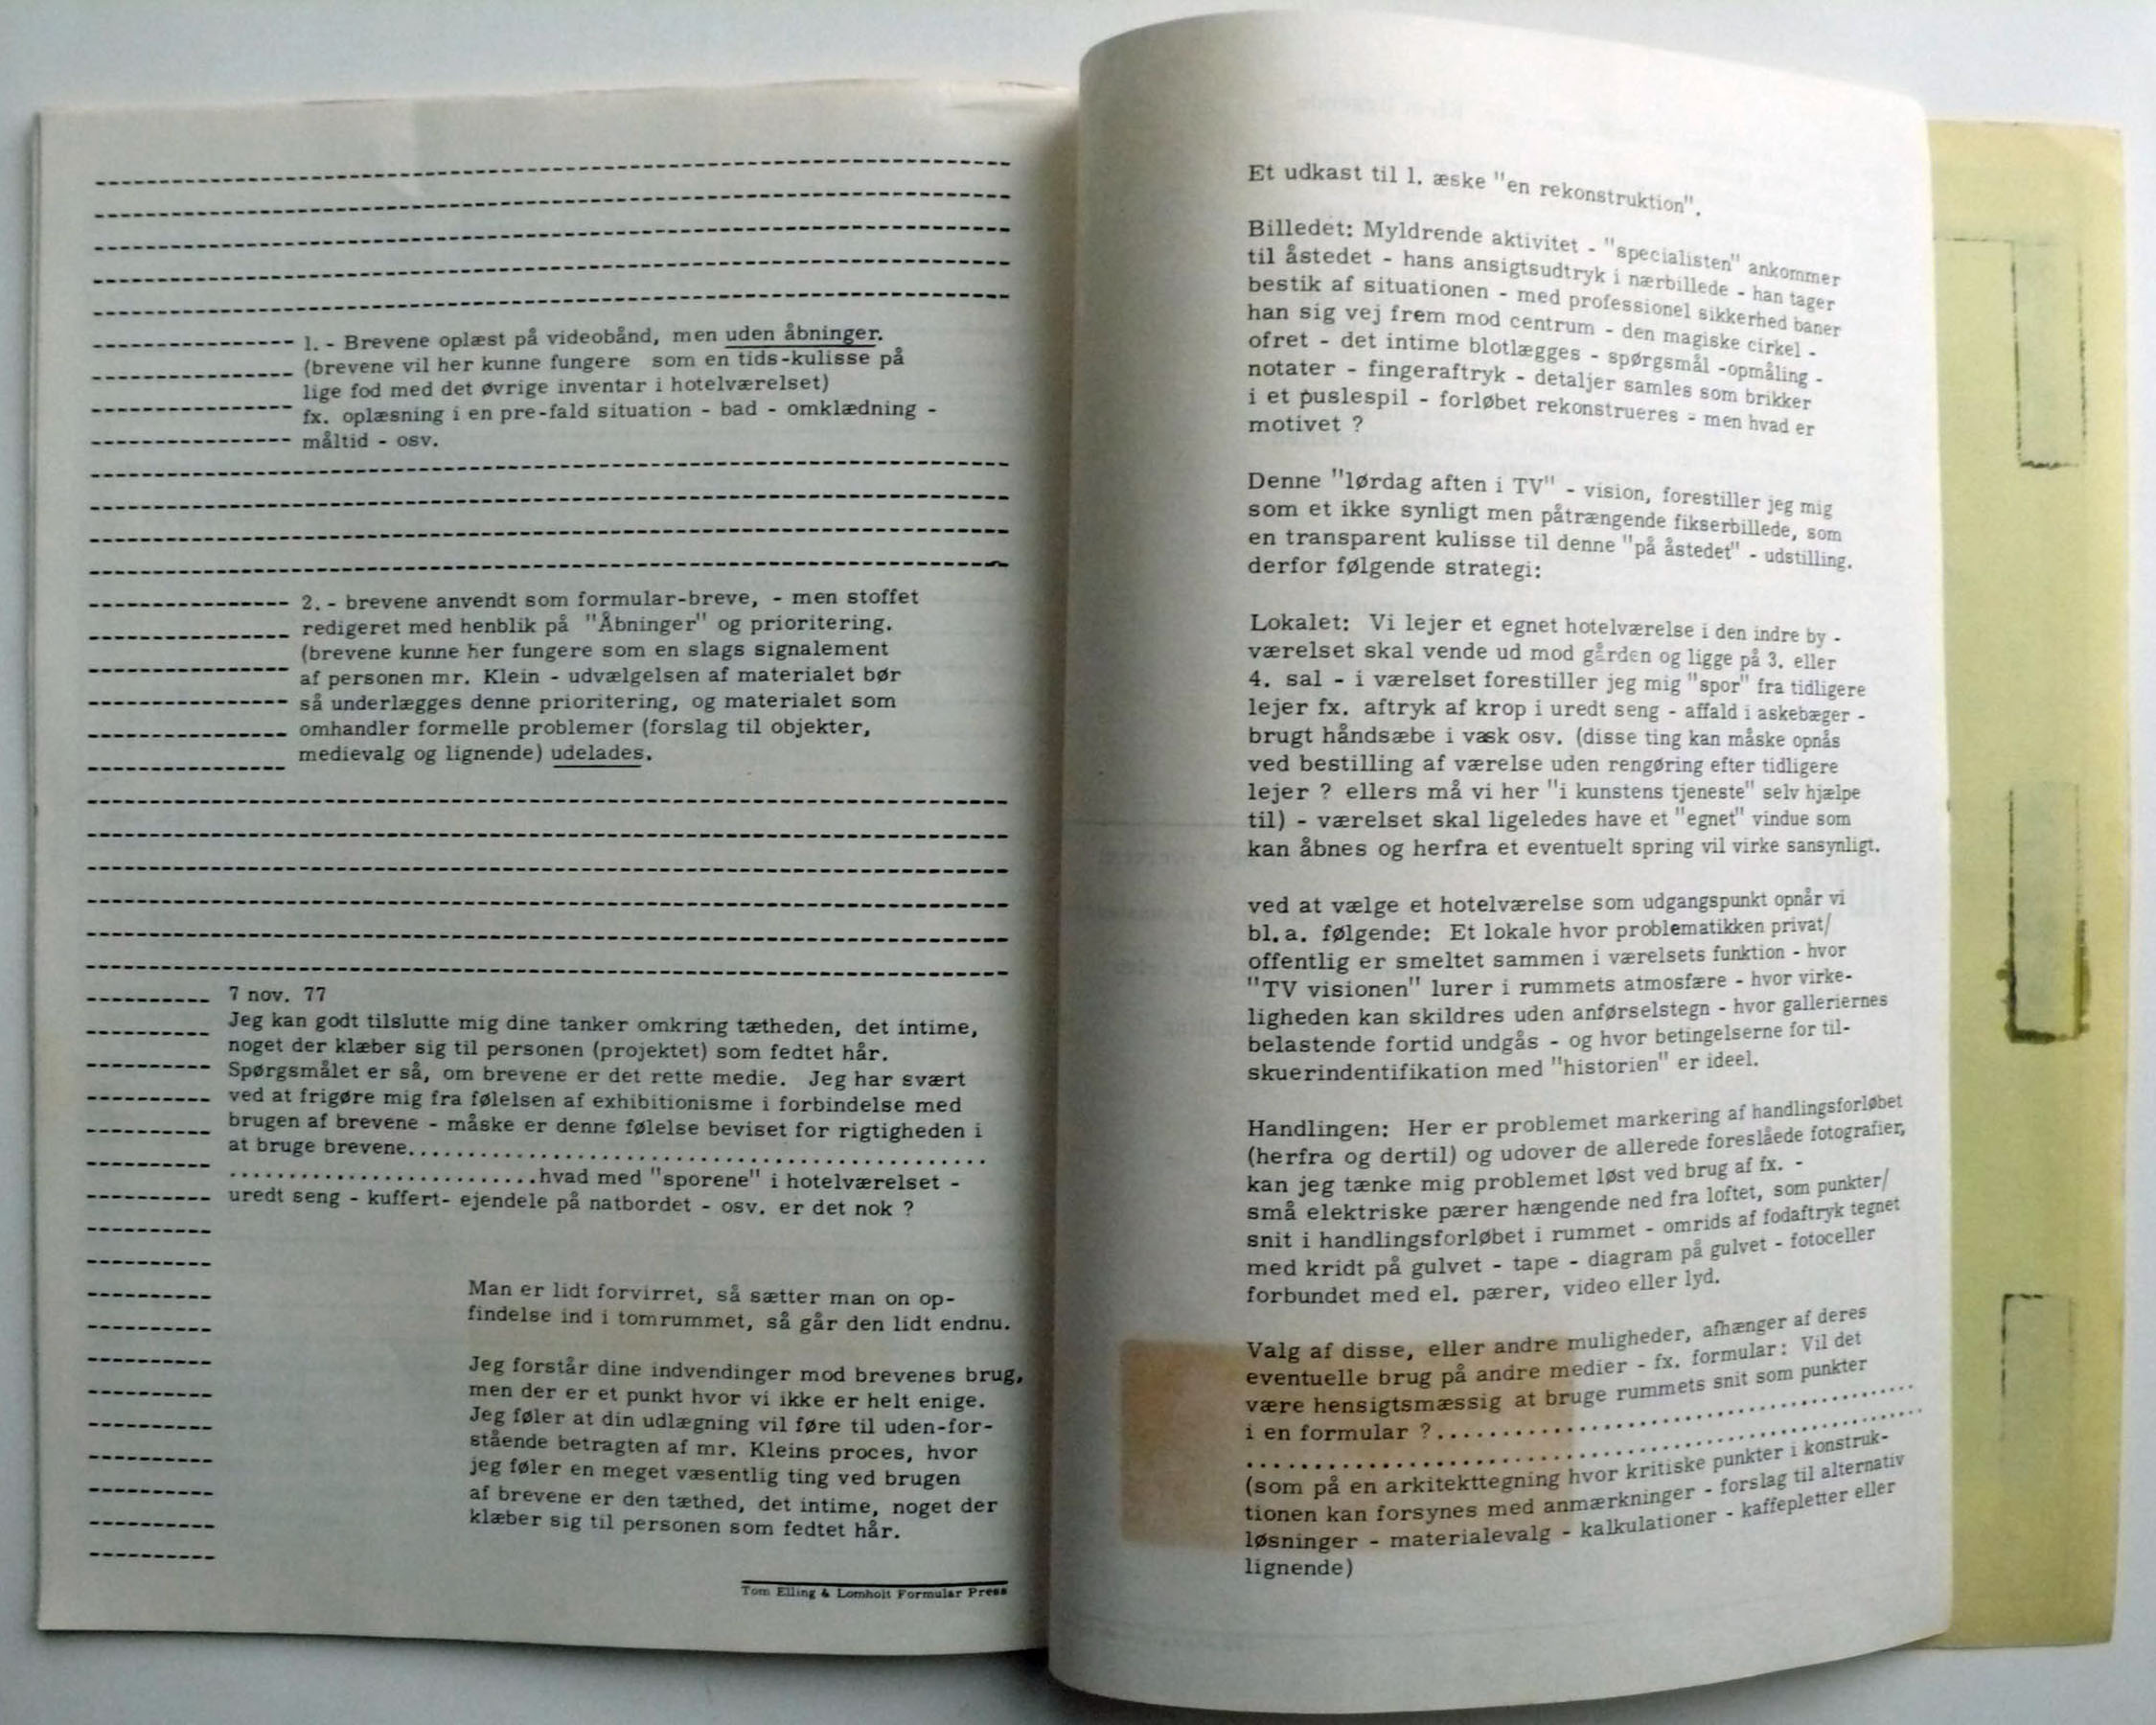 1. - Brevene oplæst på videobånd, men uden åbninger.
(brevene vil her kunne fungere som en tids-kulisse på
lige fod med det øvrige inventar i hotelværelset)
fx. oplæsning i en pre-fald situation - bad - omklædning -
måltid - osv.
2. - brevene anvendt som formular-breve, - men stoffet
redigeret med henblik på "Åbninger" og prioritering.
(brevene kunne her fungere som en slags signalement
af personen mr. Klein - udvælgelsen af materialet bør
så underlægges denne prioritering, og materialet som
omhandler formelle problemer (forslag til objekter,
medievalg og lignende) udelades.
7 nov. 77
Jeg kan godt tilslutte mig dine tanker omkring tætheden, det intime,
noget der klæber sig til personen (projektet) som fedtet hår.
Spørgsmålet er så, om brevene er det rette medie. Jeg har svært
ved at frigøre mig fra følelsen af exhibitionisme i forbindelse med
brugen af brevene - måske er denne følelse beviset for rigtigheden i
at bruge brevene.............................................
..........................hvad med "sporene" i hotelværelset -
uredt seng - kuffert- ejendele på natbordet - osv. er det nok ?
Man er lidt forvirret, så sætter man on op-
findelse ind i tomrummet, så går den lidt endnu.
Jeg forstår dine indvendinger mod brevenes brug,
men der er et punkt hvor vi ikke er helt enige.
Jeg føler at din udlægning vil føre til uden-for-
stående betragten af mr. Kleins proces, hvor
jeg føler en meget væsentlig ting ved brugen
af brevene er den tæthed, det intime, noget der
klæber sig til personen som fedtet hår.
Tom Elling & Lomholt Formular Press
Et udkast til 1. æske "en rekonstruktion".
Billedet: Myldrende aktivitet - "specialisten" ankommer
til åstedet - hans ansigtsudtryk i nærbillede - han tager
bestik af situationen - med professionel sikkerhed baner
han sig vej frem mod centrum - den magiske cirkel -
ofret - det intime blotlægges - spørgsmål -opmåling -
notater - fingeraftryk - detaljer samles som brikker
i et puslespil - forløbet rekonstrueres - men hvad er
motivet ?
Denne "lørdag aften i TV" - vision, forestiller jeg mig
som et ikke synligt men påtrængende fikserbillede, som
en transparent kulisse til denne "på åstedet" - udstilling.
derfor følgende strategi:
Lokalet: Vi lejer et egnet hotelværelse i den indre by -
værelset skal vende ud mod gården og ligge på 3. eller
4. sal - i værelset forestiller jeg mig "spor" fra tidligere
lejer fx. aftryk af krop i uredt seng - affald i askebæger -
brugt håndsæbe i vask osv. (disse ting kan måske opnås
ved bestilling af værelse uden rengøring efter tidligere
lejer ? ellers må vi her "i kunstens tjeneste" selv hjælpe
til) - værelset skal ligeledes have et "egnet" vindue som
kan åbnes og herfra et eventuelt spring vil virke sansynligt.
ved at vælge et hotelværelse som udgangspunkt opnår vi
bl.a. følgende: Et lokale hvor problematikken privat/
offentlig er smeltet sammen i værelsets funktion - hvor
"TV visionen" lurer i rummets atmosfære - hvor virke-
ligheden kan skildres uden anførselstegn - hvor galleriernes
belastende fortid undgås - og hvor betingelserne for til-
skuerindentifikation med "historien" er ideel.
Handlingen: Her er problemet markering af handlingsforløbet
(herfra og dertil) og udover de allerede foreslåede fotografier,
kan jeg tænke mig problemet løst ved brug af fx. -
små elektriske pærer hængende ned fra loftet, som punkter/
snit i handlingsforløbet i rummet - omrids af fodaftryk tegnet
med kridt på gulvet - tape - diagram på gulvet - fotoceller
forbundet med el. pærer, video eller lyd.
Valg af disse, eller andre muligheder, afhænger af deres
eventuelle brug på andre medier - fx. formular: Vil det
være hensigtsmæssig at bruge rummets snit som punkter
i en formular ?........................................
.......................................................
(som på en arkitekttegning hvor kritiske punkter i konstruk-
tionen kan forsynes med anmærkninger - forslag til alternativ
løsninger - materialevalg - kalkulationer - kaffepletter eller
lignende)